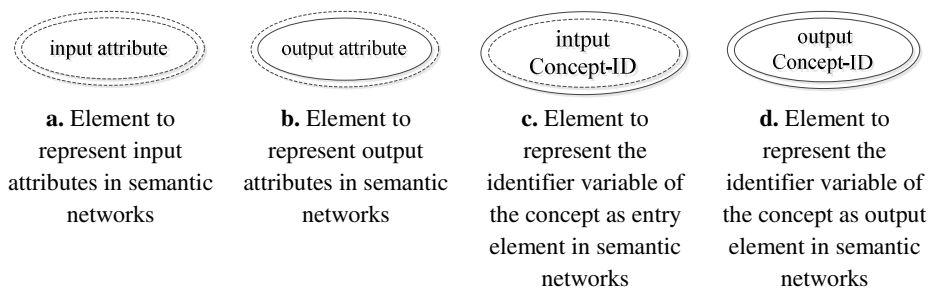 input attribute
output attribute
intput
Concept-ID
output
Concept-ID
a. Element to
represent input
attributes in semantic
networks
b. Element to
represent output
attributes in semantic
networks
c. Element to
represent the
identifier variable of
the concept as entry
element in semantic
networks
d. Element to
represent the
identifier variable of
the concept as output
element in semantic
networks